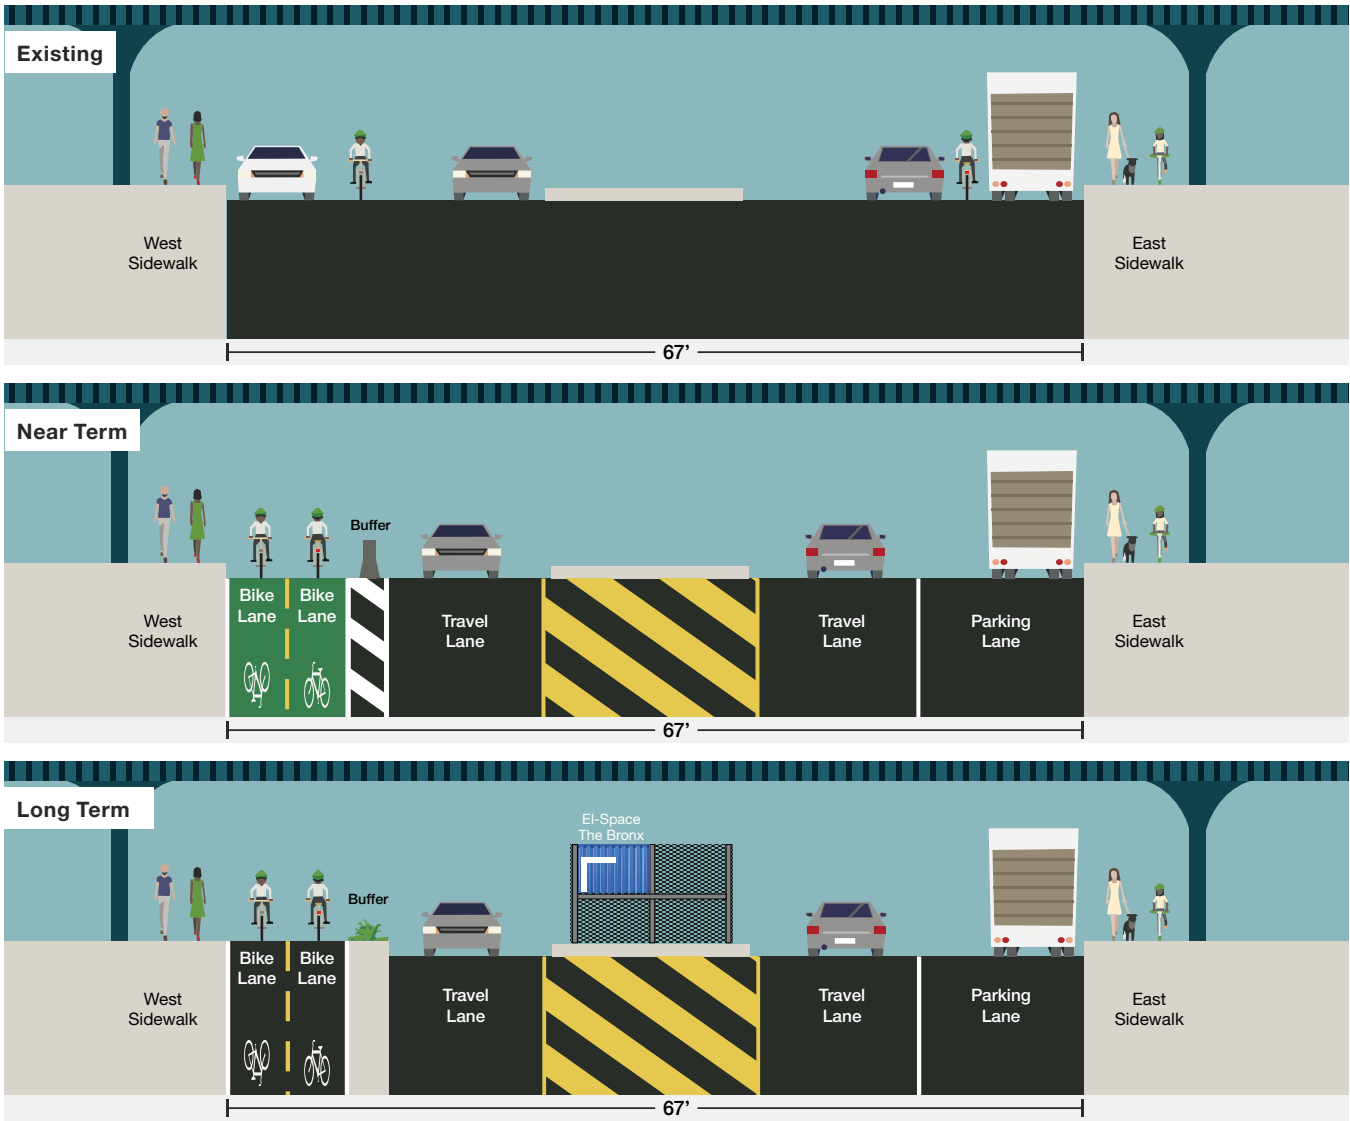 Existing
West
Sidewalk
East
Sidewalk
67’
Near Term
Buffer
Bike
Lane
Bike
Lane
West
Sidewalk
Travel
Lane
Travel
Lane
Parking
Lane
East
Sidewalk
67’
Long Term
El-Space
The Bronx
Buffer
Bike
Lane
Bike
Lane
West
Sidewalk
Travel
Lane
Travel
Lane
Parking
Lane
East
Sidewalk
67’